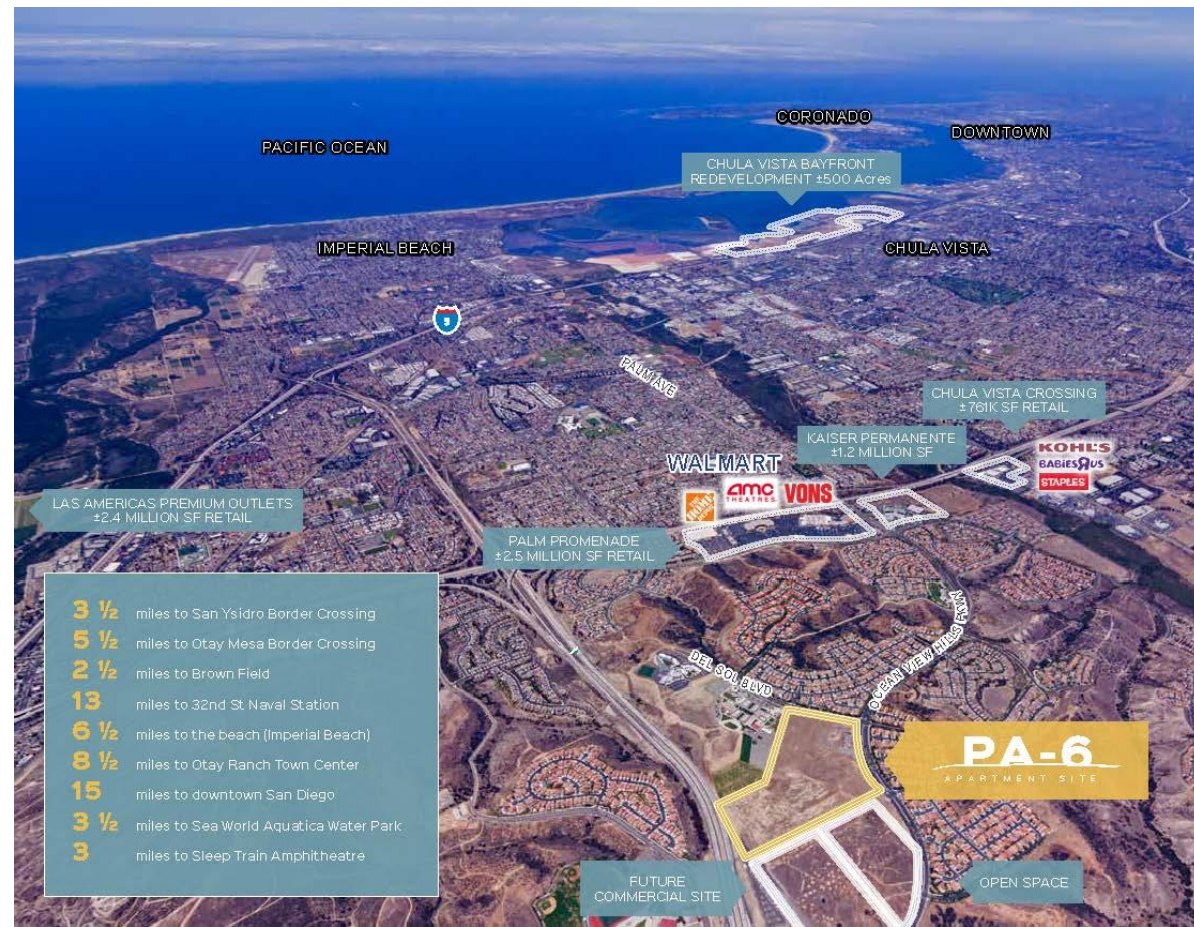 CORONADO
DOWNTOWN
PACIFIC OCEAN
CHULA VISTA BAYFRONT
REDEVELOPMENT ±500 Acres
IMPERIAL BEACH
CHULA VISTA
5
PALM AVE
CHULA VISTA CROSSING
±761K SF RETAIL
KAISER PERMANENTE
±1.2 MILLION SF
KOHL'S
BABIESRUS
STAPLES
WALMART
THE HOME DEPOT
amc
THEATRES
VONS
LAS AMERICAS PREMIUM OUTLETS
±2.4 MILLION SF RETAIL
PALM PROMENADE
±2.5 MILLION SF RETAIL
3 ½ miles to San Ysidro Border Crossing
5 ½ miles to Otay Mesa Border Crossing
2 ½ miles to Brown Field
13 miles to 32nd St Naval Station
6 ½ miles to the beach (Imperial Beach)
8 ½ miles to Otay Ranch Town Center
15 miles to downtown San Diego
3 ½ miles to Sea World Aquatica Water Park
3 miles to Sleep Train Amphitheatre
DEL SOL BLVD
OCEAN VIEW HILLS PKWY
PA-6
APARTMENT SITE
FUTURE
COMMERCIAL SITE
OPEN SPACE